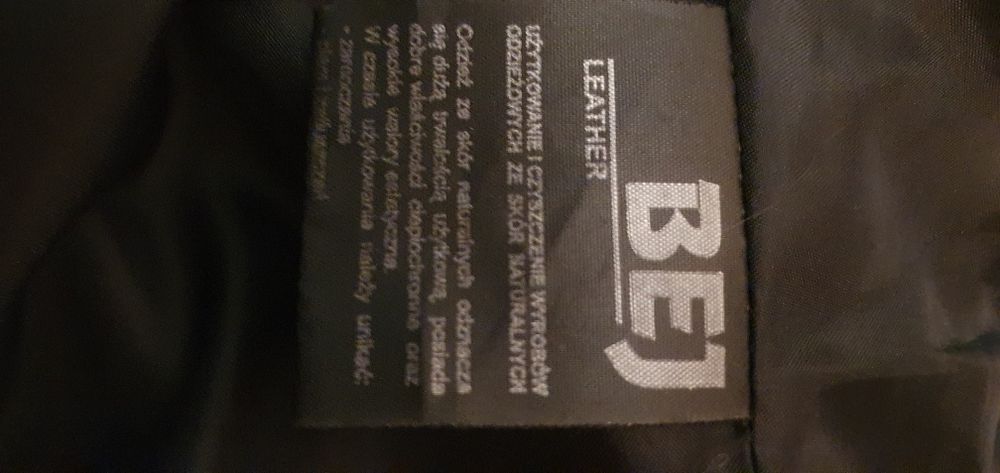 BEJ
LEATHER
UŻYTKOWANIE I CZYSZCZENIE WYROBÓW
ODZIEŻOWYCH ZE SKÓR NATURALNYCH
Odzież ze skór naturalnych odznacza
się dużą trwałością użytkową, posiada
dobre właściwości ciepłochronne oraz
wysokie walory estetyczne.
W czasie użytkowania należy unikać:
• zamoczenia